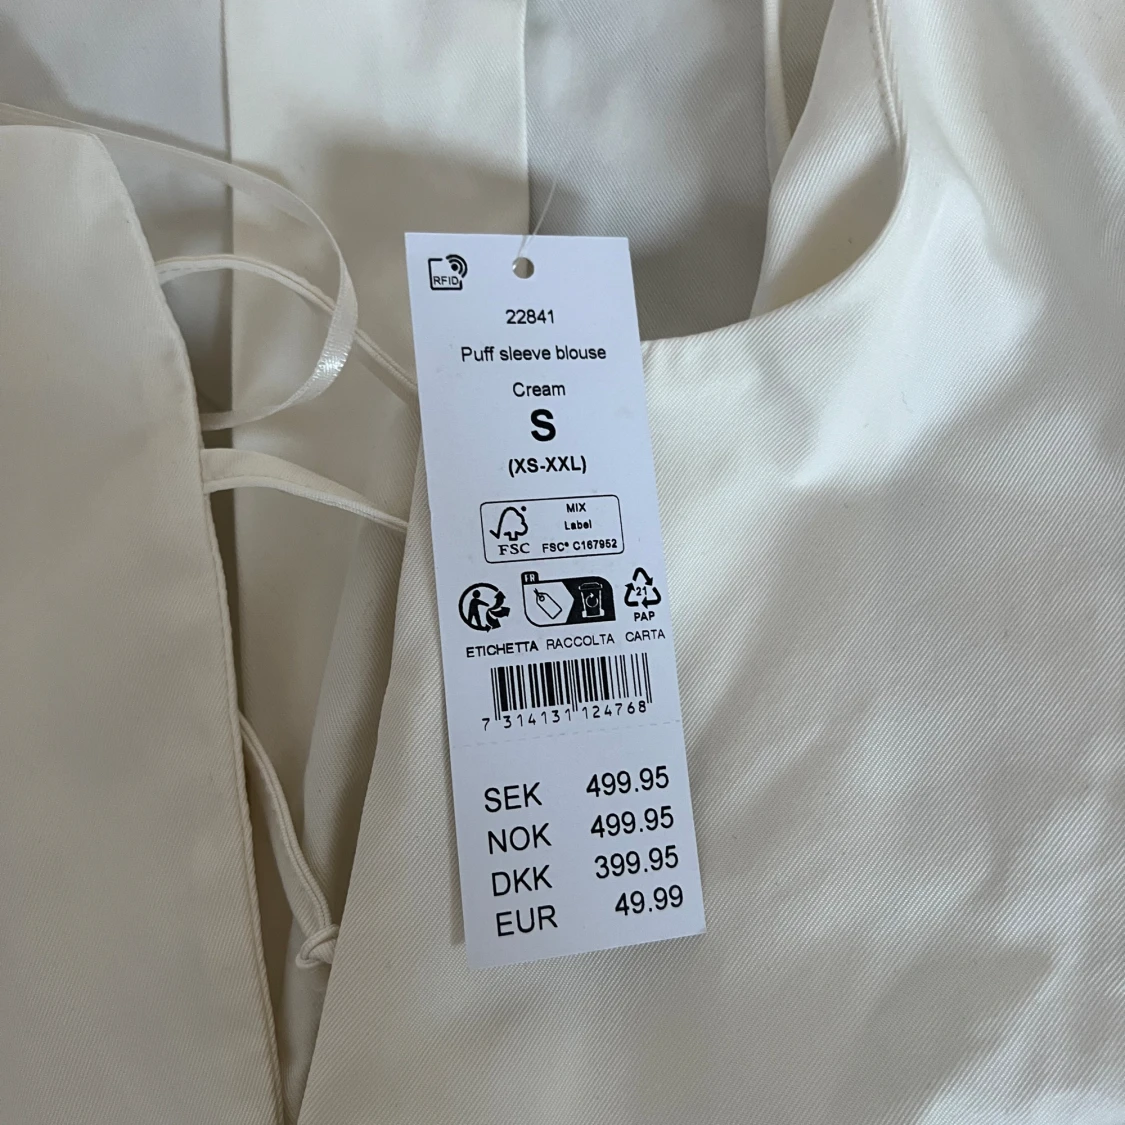 RFID
22841
Puff sleeve blouse
Cream
S
(XS-XXL)
MIX
Label
FSC® C167952
FSC
FR
21
PAP
ETICHETTA RACCOLTA CARTA
7 314131 124768
SEK 499.95
NOK 499.95
DKK 399.95
EUR 49.99